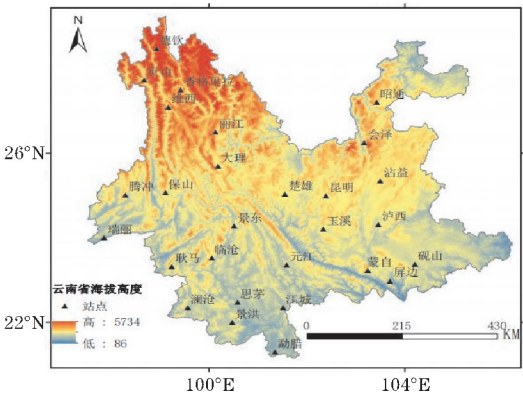 N
德钦
贡山
香格里拉
维西
昭通
丽江
会泽
26°N
大理
沾益
腾冲
保山
楚雄
昆明
景东
玉溪
泸西
瑞丽
临沧
耿马
元江
蒙自
砚山
屏边
云南省海拔高度
站点
思茅
澜沧
江城
高 : 5734
景洪
22°N
低 : 86
0
215
430
KM
勐腊
100°E
104°E